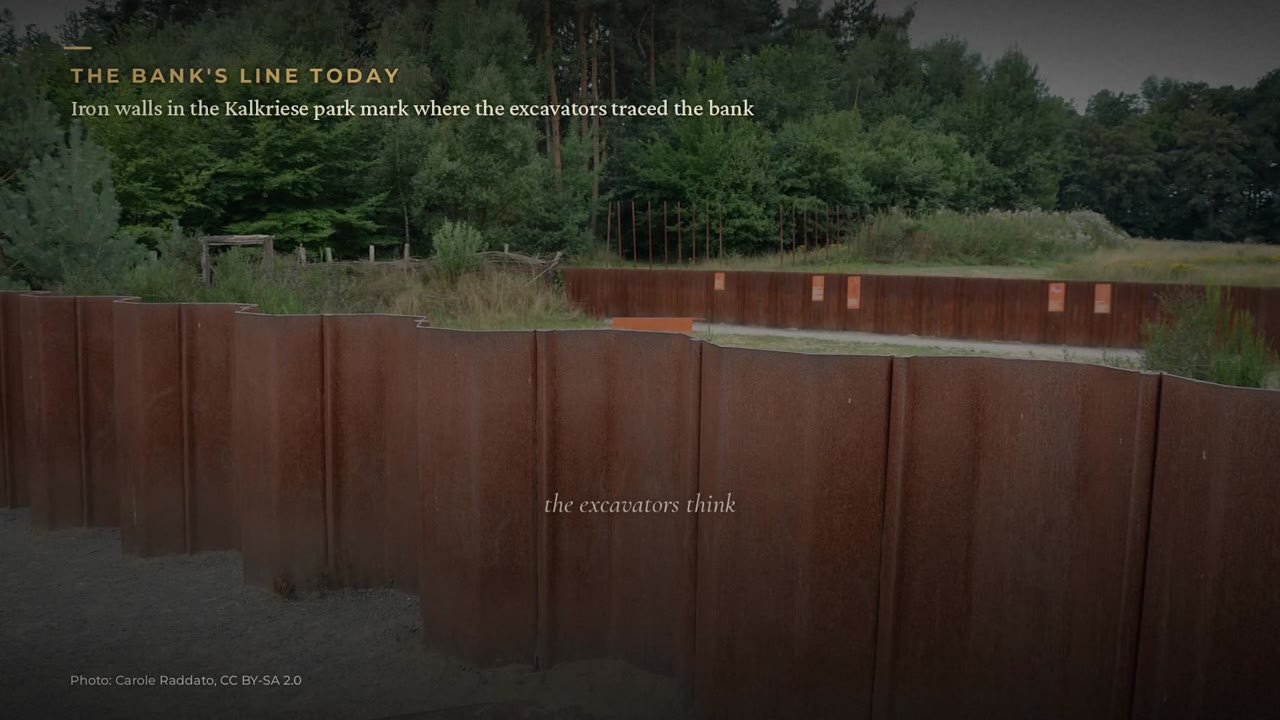 THE BANK'S LINE TODAY
Iron walls in the Kalkriese park mark where the excavators traced the bank
the excavators think
Photo: Carole Raddato, CC BY-SA 2.0